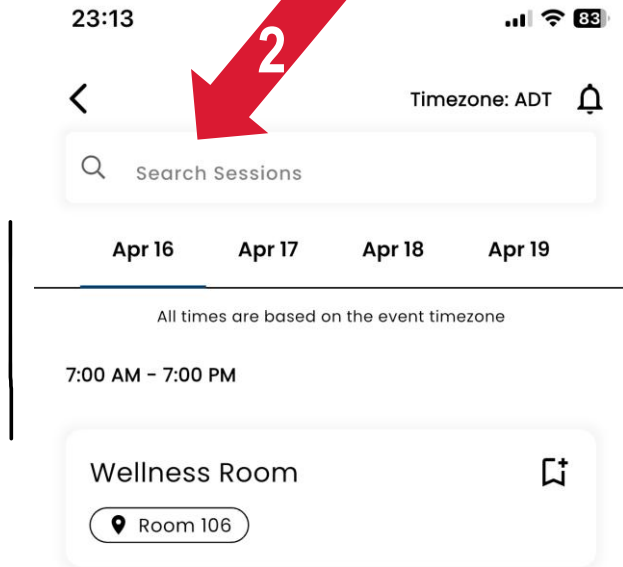 23:13 83
2
Timezone: ADT
Search Sessions
Apr 16 Apr 17 Apr 18 Apr 19
All times are based on the event timezone
7:00 AM - 7:00 PM
Wellness Room
Room 106